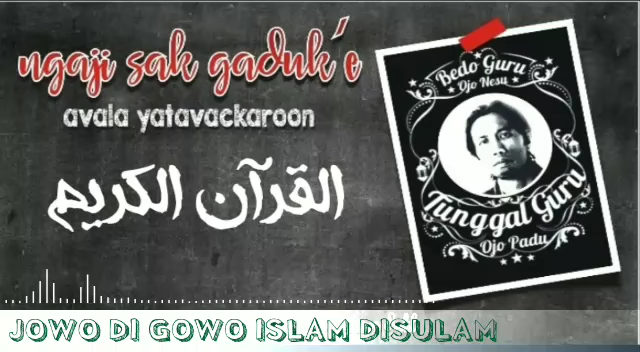 ngaji sak gaduk'e
avala yatavackaroon
القرآن الكريم
Bedo Guru
Ojo Nesu
Tunggal Guru
Ojo Padu
JOWO DI GOWO ISLAM DISULAM